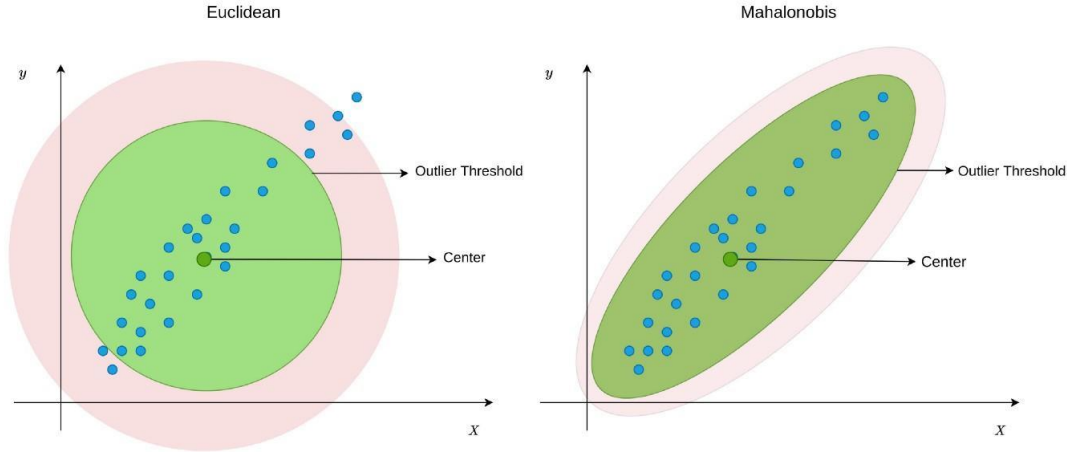 Euclidean
Mahalonobis
y
y
Outlier Threshold
Outlier Threshold
Center
Center
X
X